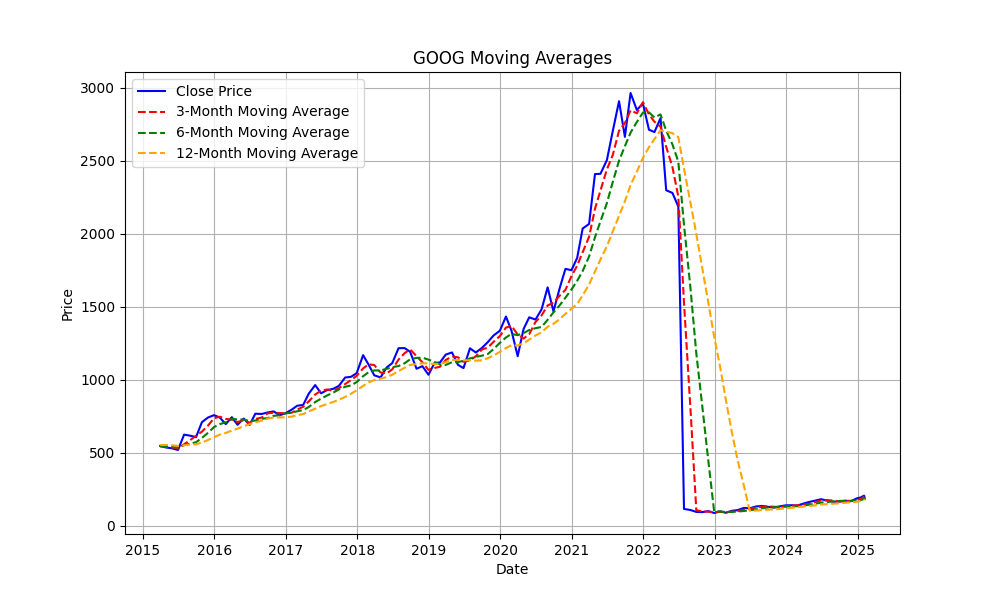 GOOG Moving Averages
Close Price
3-Month Moving Average
6-Month Moving Average
12-Month Moving Average
3000
2500
2000
1500
1000
500
0
Price
2015 2016 2017 2018 2019 2020 2021 2022 2023 2024 2025
Date